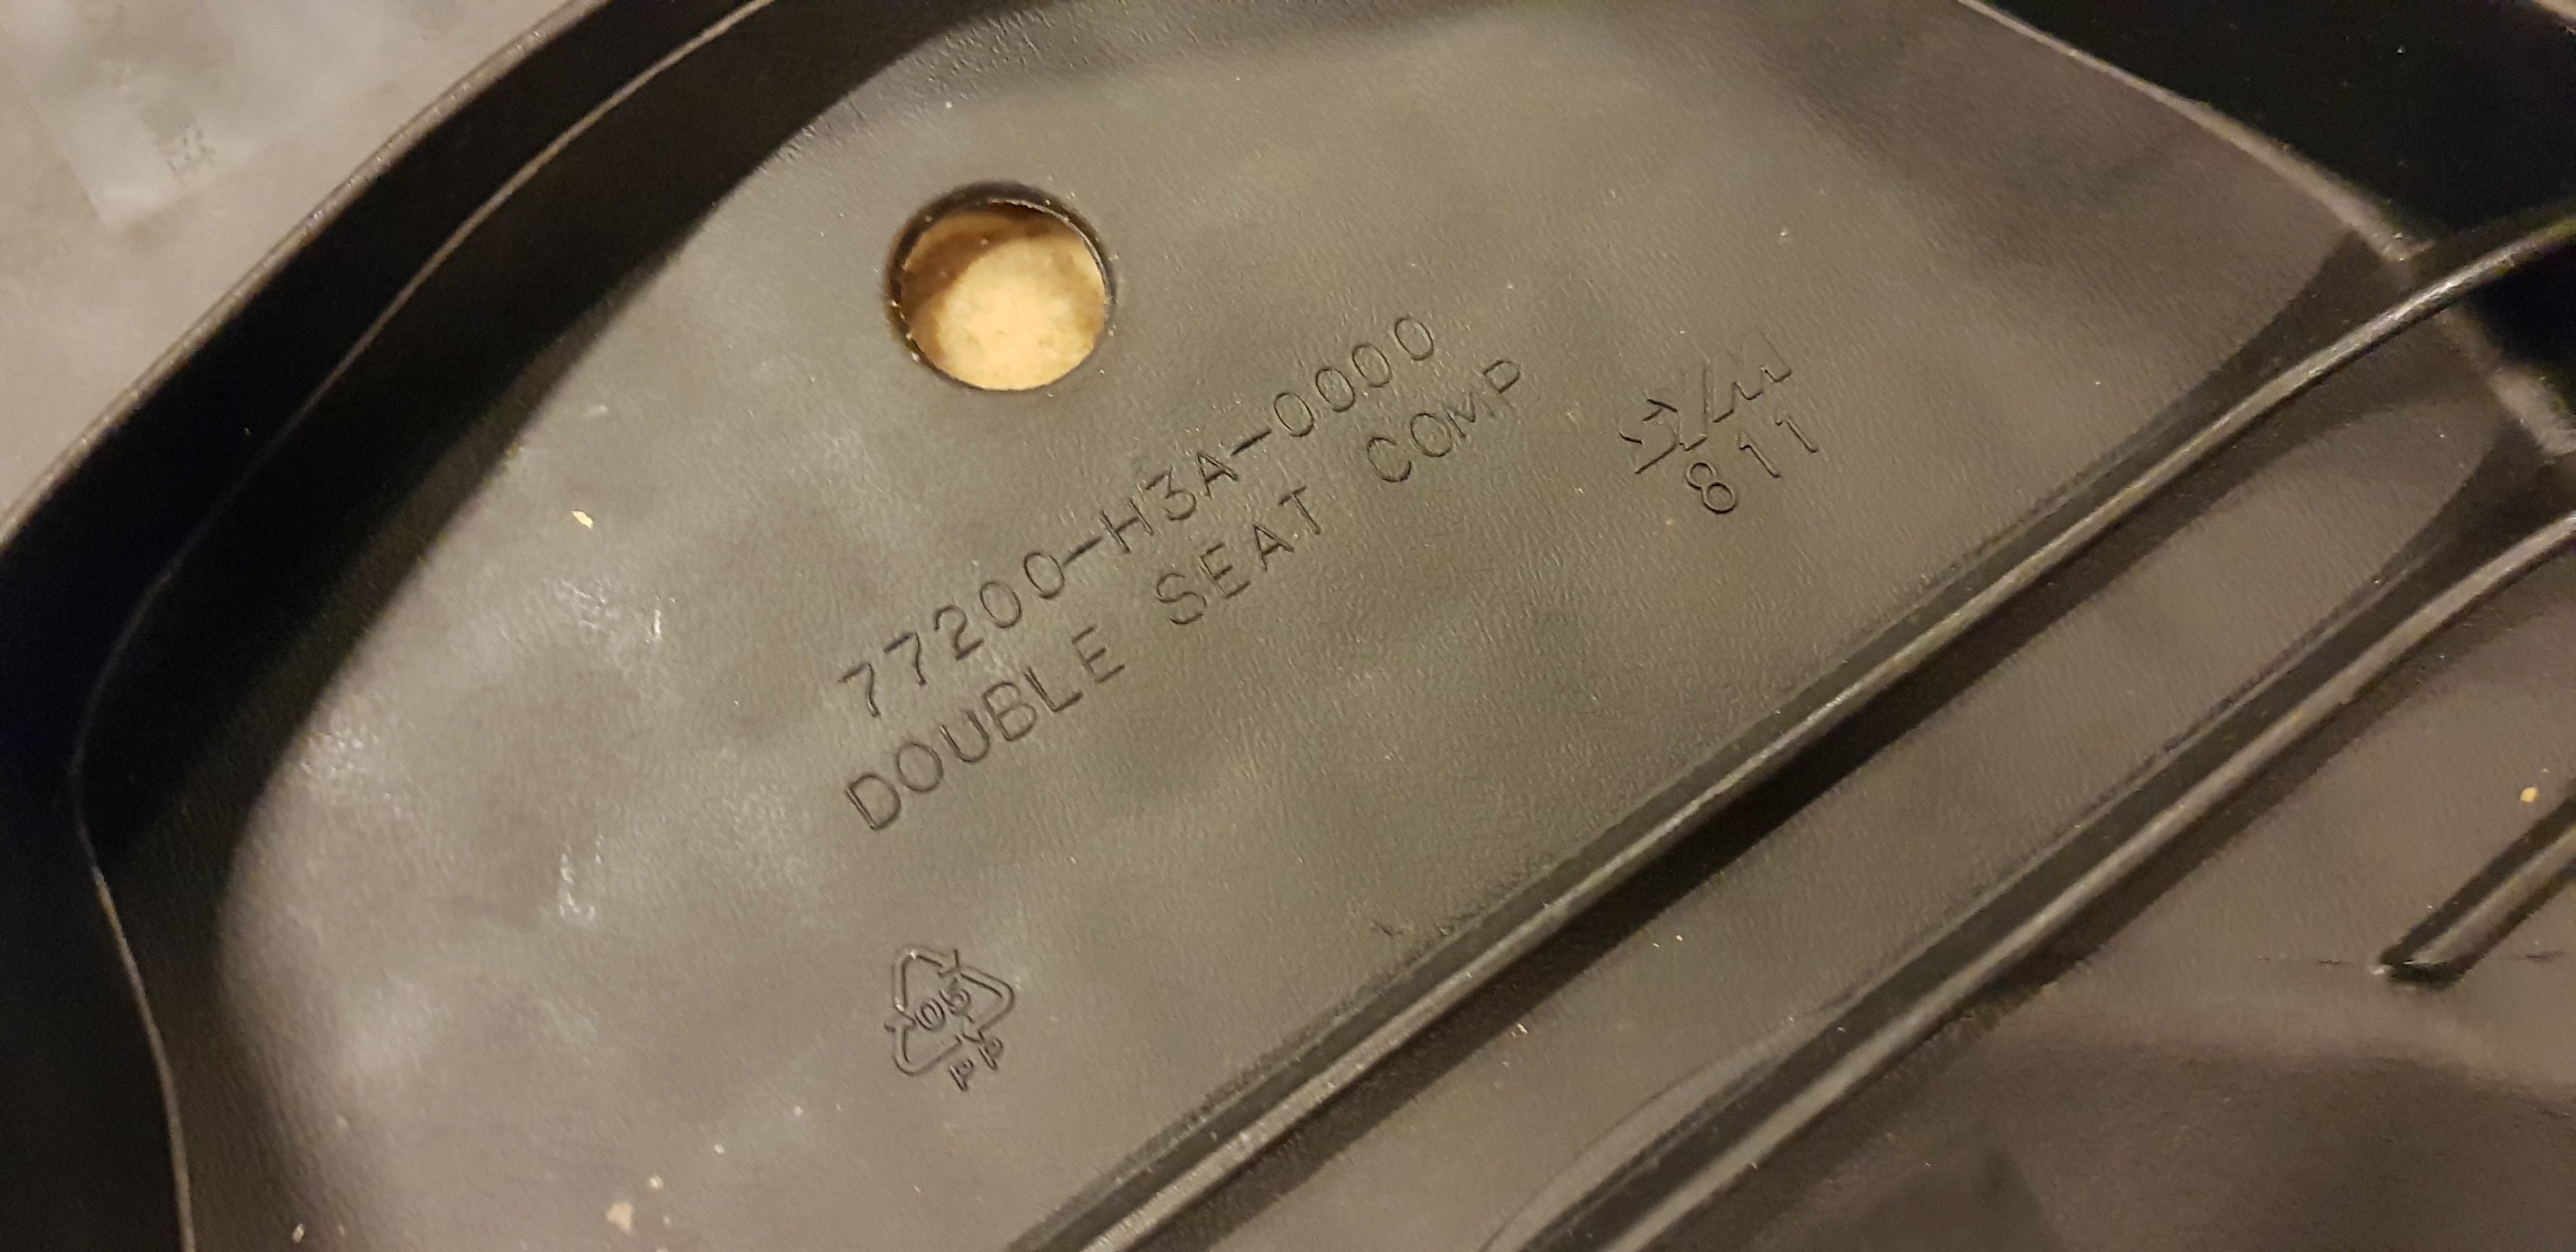 77200-H3A-0000
DOUBLE SEAT COMP
811
05
PP